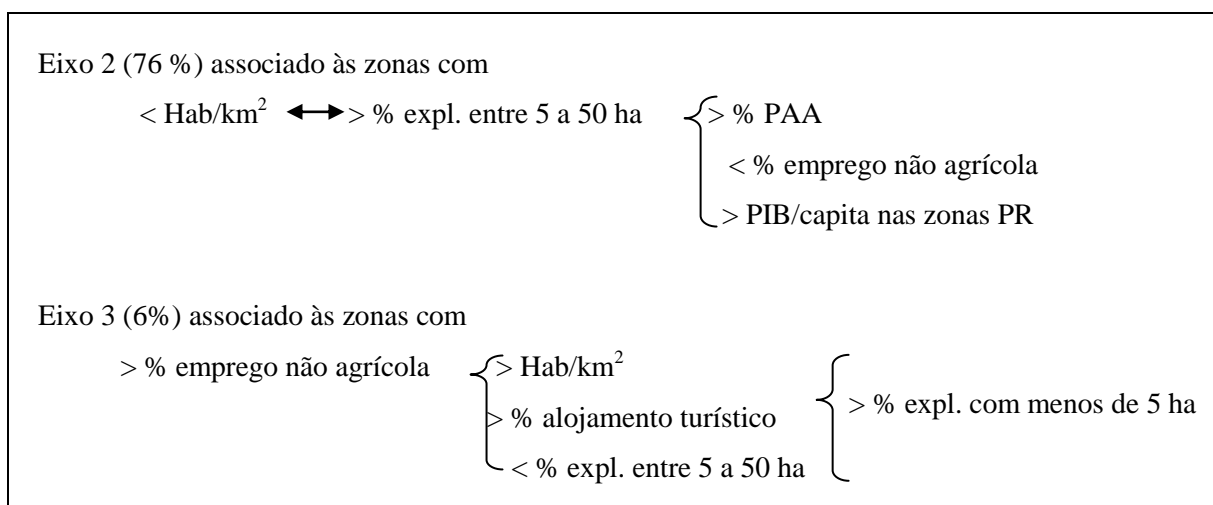 Eixo 2 (76 %) associado às zonas com
< Hab/km² ↔ > % expl. entre 5 a 50 ha > % PAA
< % emprego não agrícola
> PIB/capita nas zonas PR
Eixo 3 (6%) associado às zonas com
> % emprego não agrícola > Hab/km²
> % alojamento turístico > % expl. com menos de 5 ha
< % expl. entre 5 a 50 ha